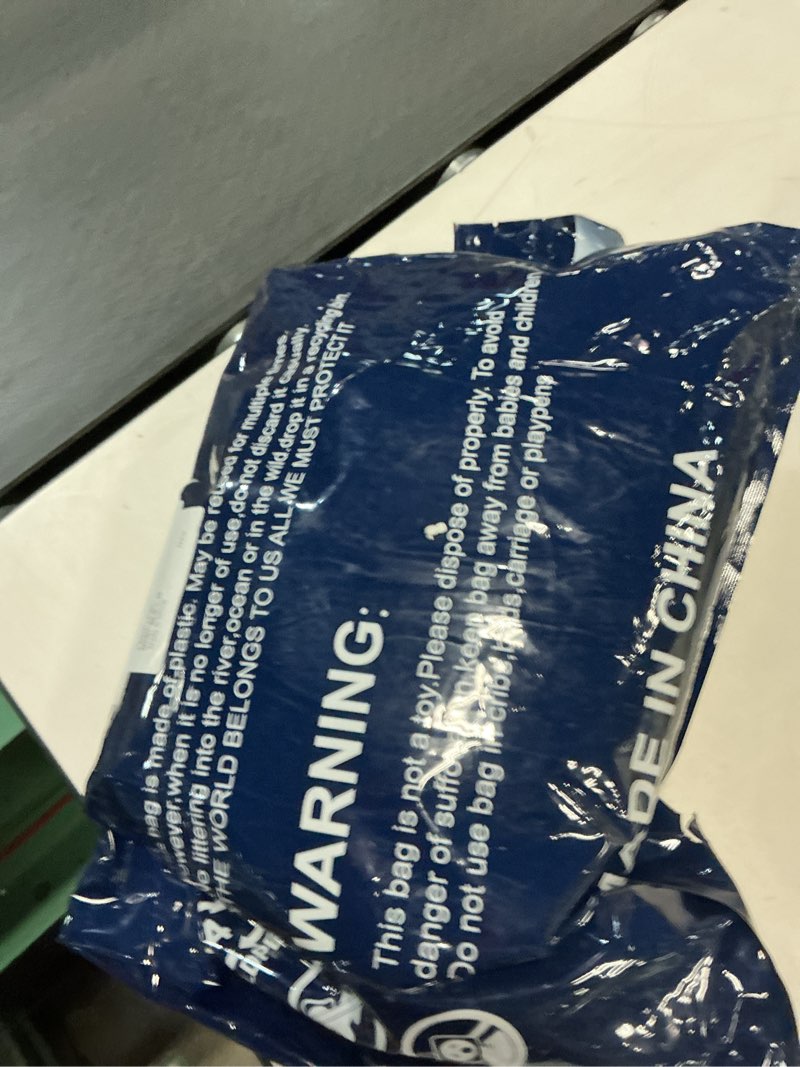 bag is made of plastic. May be reused for multiple
when it is no longer of use,do not discard it casually.
No littering into the river,ocean or in the wild,drop it in a recycling bin.
THE WORLD BELONGS TO US ALL,WE MUST PROTECT IT
WARNING:
This bag is not a toy.Please dispose of properly. To avoid
danger of keep bag away from babies and children
Do not use bag in cribs, carriage or playpens
MADE IN CHINA